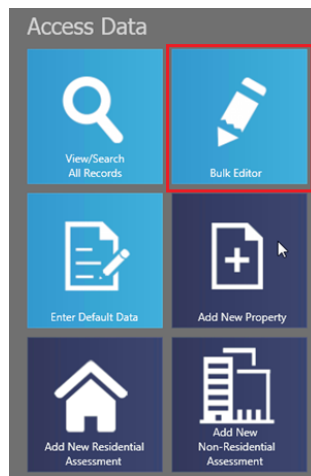 Access Data
View/Search
All Records
Bulk Editor
Enter Default Data
Add New Property
Add New Residential
Assessment
Add New
Non-Residential
Assessment